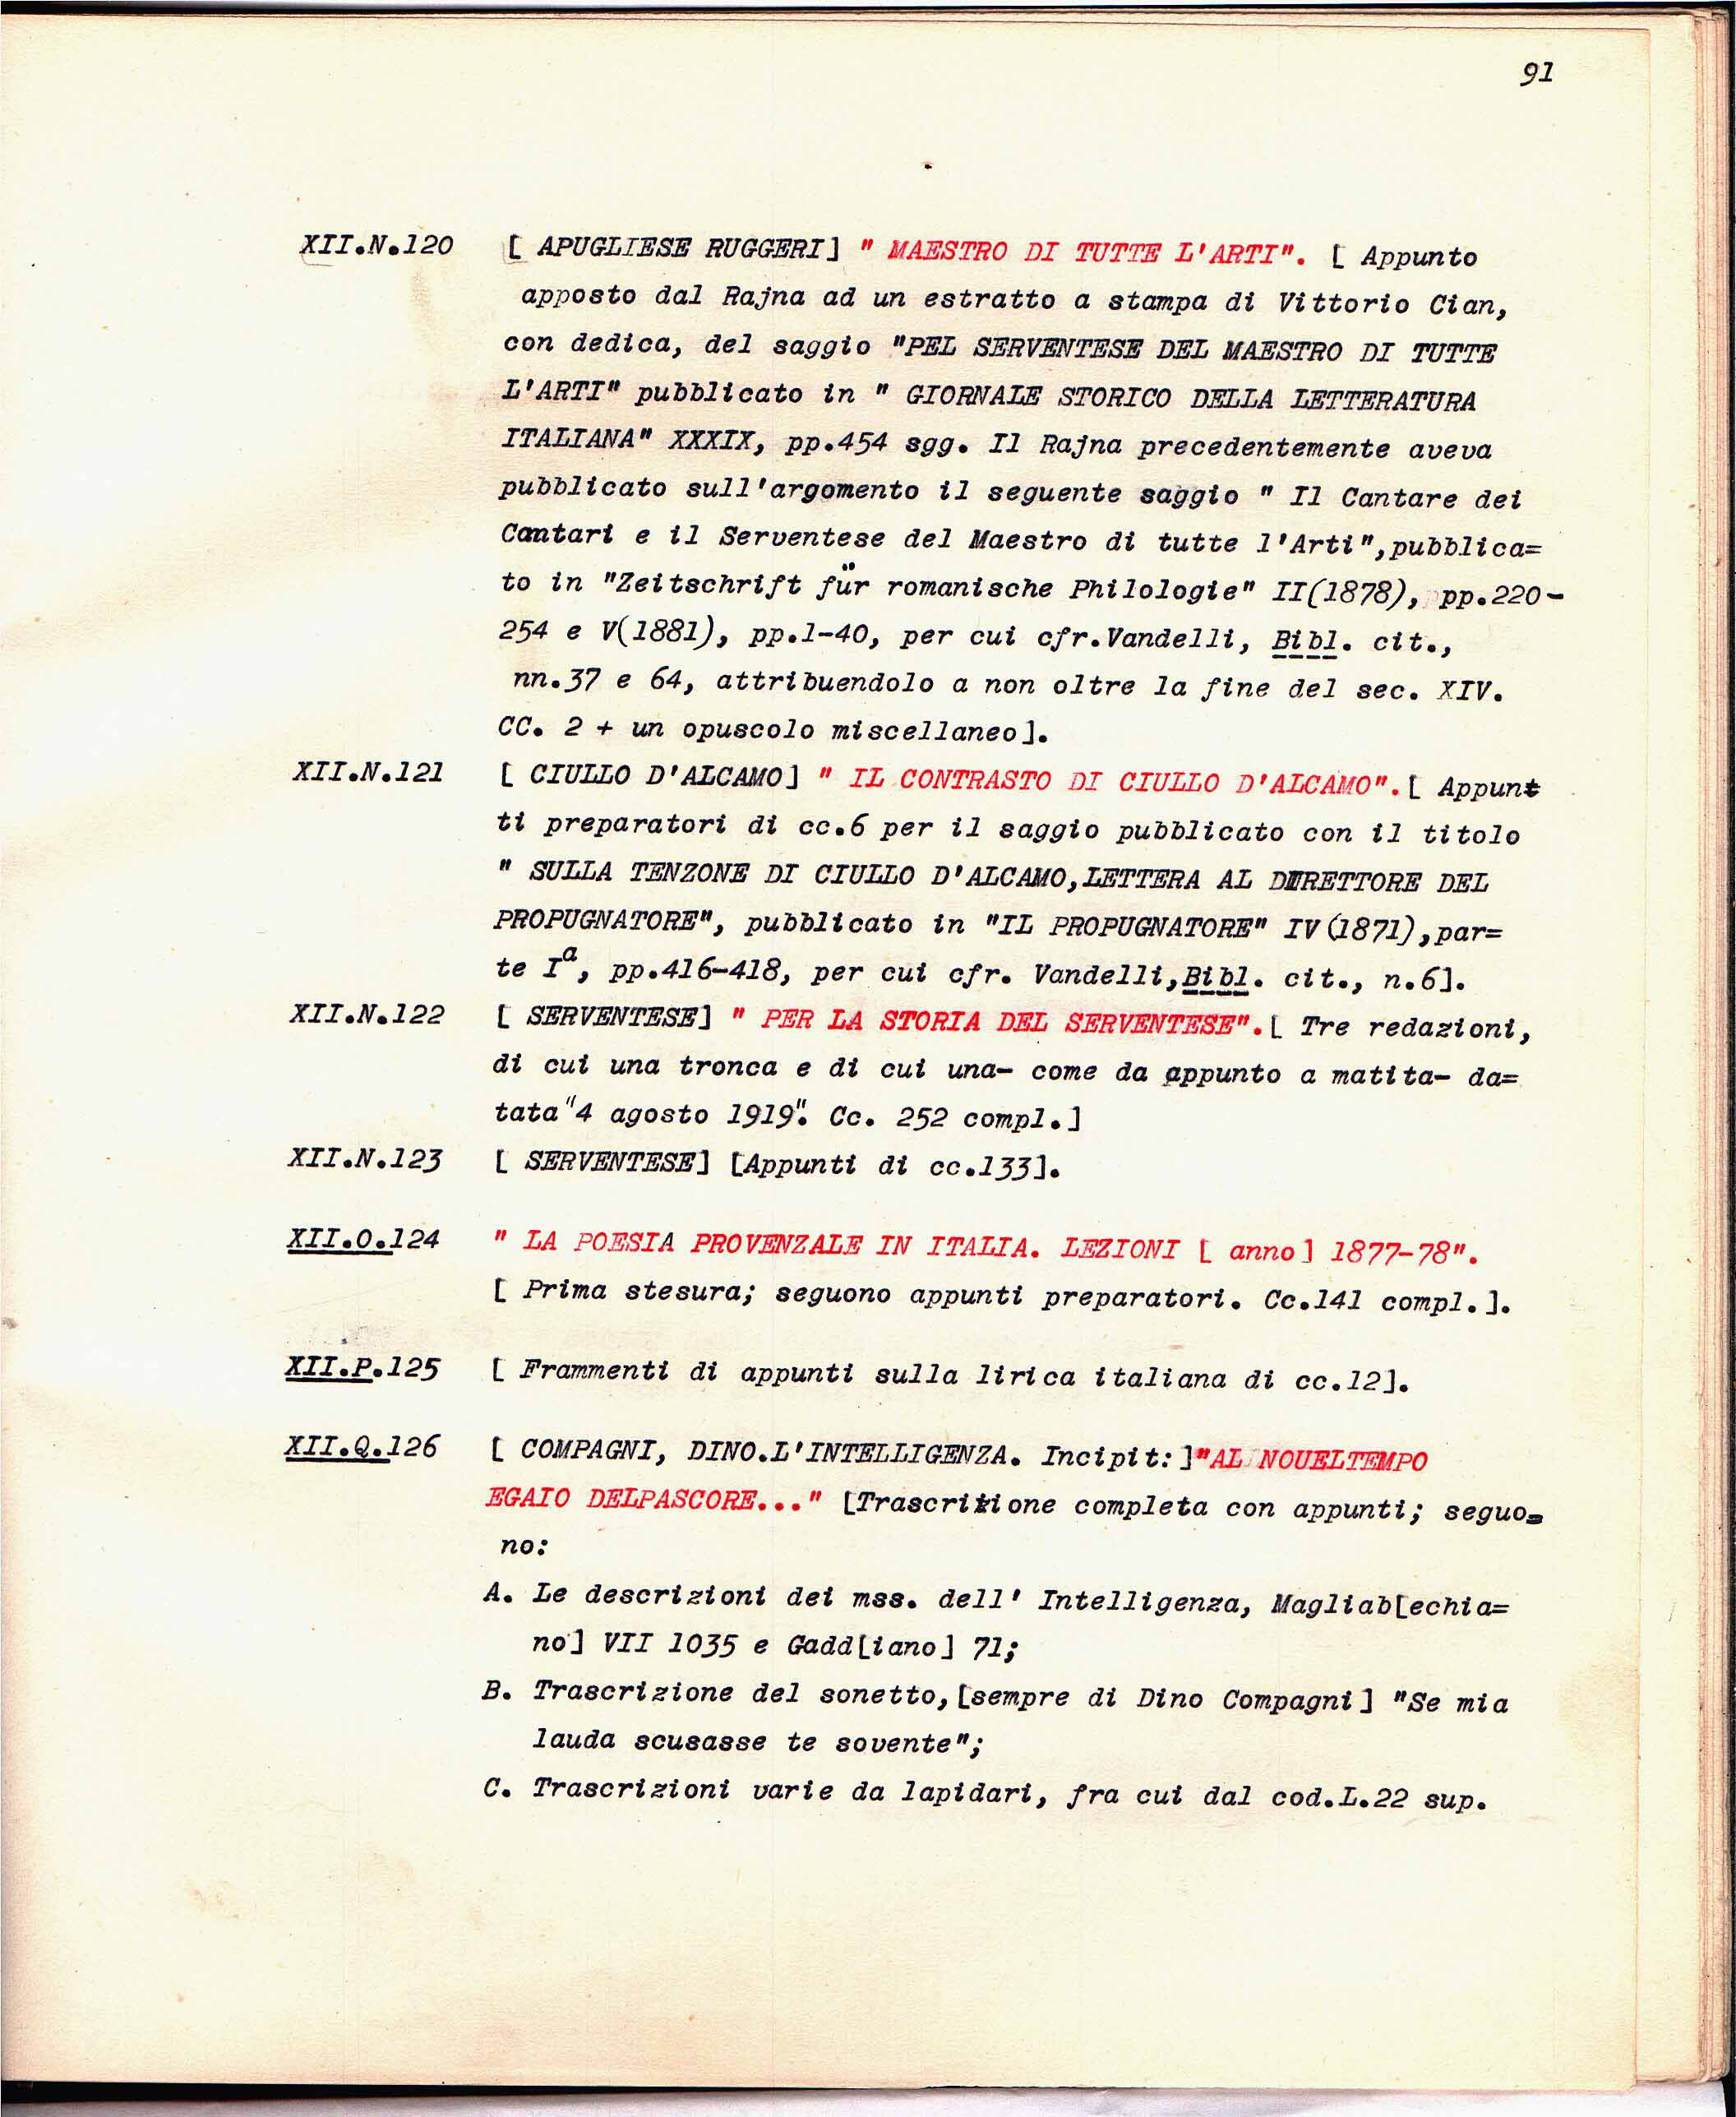 91
XII.N.120 [ APUGLIESE RUGGERI] " MAESTRO DI TUTTE L'ARTI". [ Appunto
apposto dal Rajna ad un estratto a stampa di Vittorio Cian,
con dedica, del saggio "PEL SERVENTESE DEL MAESTRO DI TUTTE
L'ARTI" pubblicato in " GIORNALE STORICO DELLA LETTERATURA
ITALIANA" XXXIX, pp.454 sgg. Il Rajna precedentemente aveva
pubblicato sull'argomento il seguente saggio " Il Cantare dei
Cantari e il Serventese del Maestro di tutte l'Arti",pubblica=
to in "Zeitschrift für romanische Philologie" II(1878), pp.220-
254 e V(1881), pp.1-40, per cui cfr.Vandelli, Bibl. cit.,
nn.37 e 64, attribuendolo a non oltre la fine del sec. XIV.
CC. 2 + un opuscolo miscellaneo].
XII.N.121 [ CIULLO D'ALCAMO] " IL CONTRASTO DI CIULLO D'ALCAMO".[ Appunt
ti preparatori di cc.6 per il saggio pubblicato con il titolo
" SULLA TENZONE DI CIULLO D'ALCAMO,LETTERA AL DIRETTORE DEL
PROPUGNATORE", pubblicato in "IL PROPUGNATORE" IV(1871),par=
te Iª, pp.416-418, per cui cfr. Vandelli,Bibl. cit., n.6].
XII.N.122 [ SERVENTESE] " PER LA STORIA DEL SERVENTESE".[ Tre redazioni,
di cui una tronca e di cui una- come da appunto a matita- da=
tata "4 agosto 1919". Cc. 252 compl.]
XII.N.123 [ SERVENTESE] [Appunti di cc.133].
XII.O.124 " LA POESIA PROVENZALE IN ITALIA. LEZIONI [ anno] 1877-78".
[ Prima stesura; seguono appunti preparatori. Cc.141 compl.].
XII.P.125 [ Frammenti di appunti sulla lirica italiana di cc.12].
XII.Q.126 [ COMPAGNI, DINO.L'INTELLIGENZA. Incipit:]"AL NOUELTEMPO
EGAIO DELPASCORE..." [Trascrizione completa con appunti; seguo=
no:
A. Le descrizioni dei mss. dell' Intelligenza, Magliab[echia=
no] VII 1035 e Gadd[iano] 71;
B. Trascrizione del sonetto,[sempre di Dino Compagni] "Se mia
lauda scusasse te sovente";
C. Trascrizioni varie da lapidari, fra cui dal cod.L.22 sup.